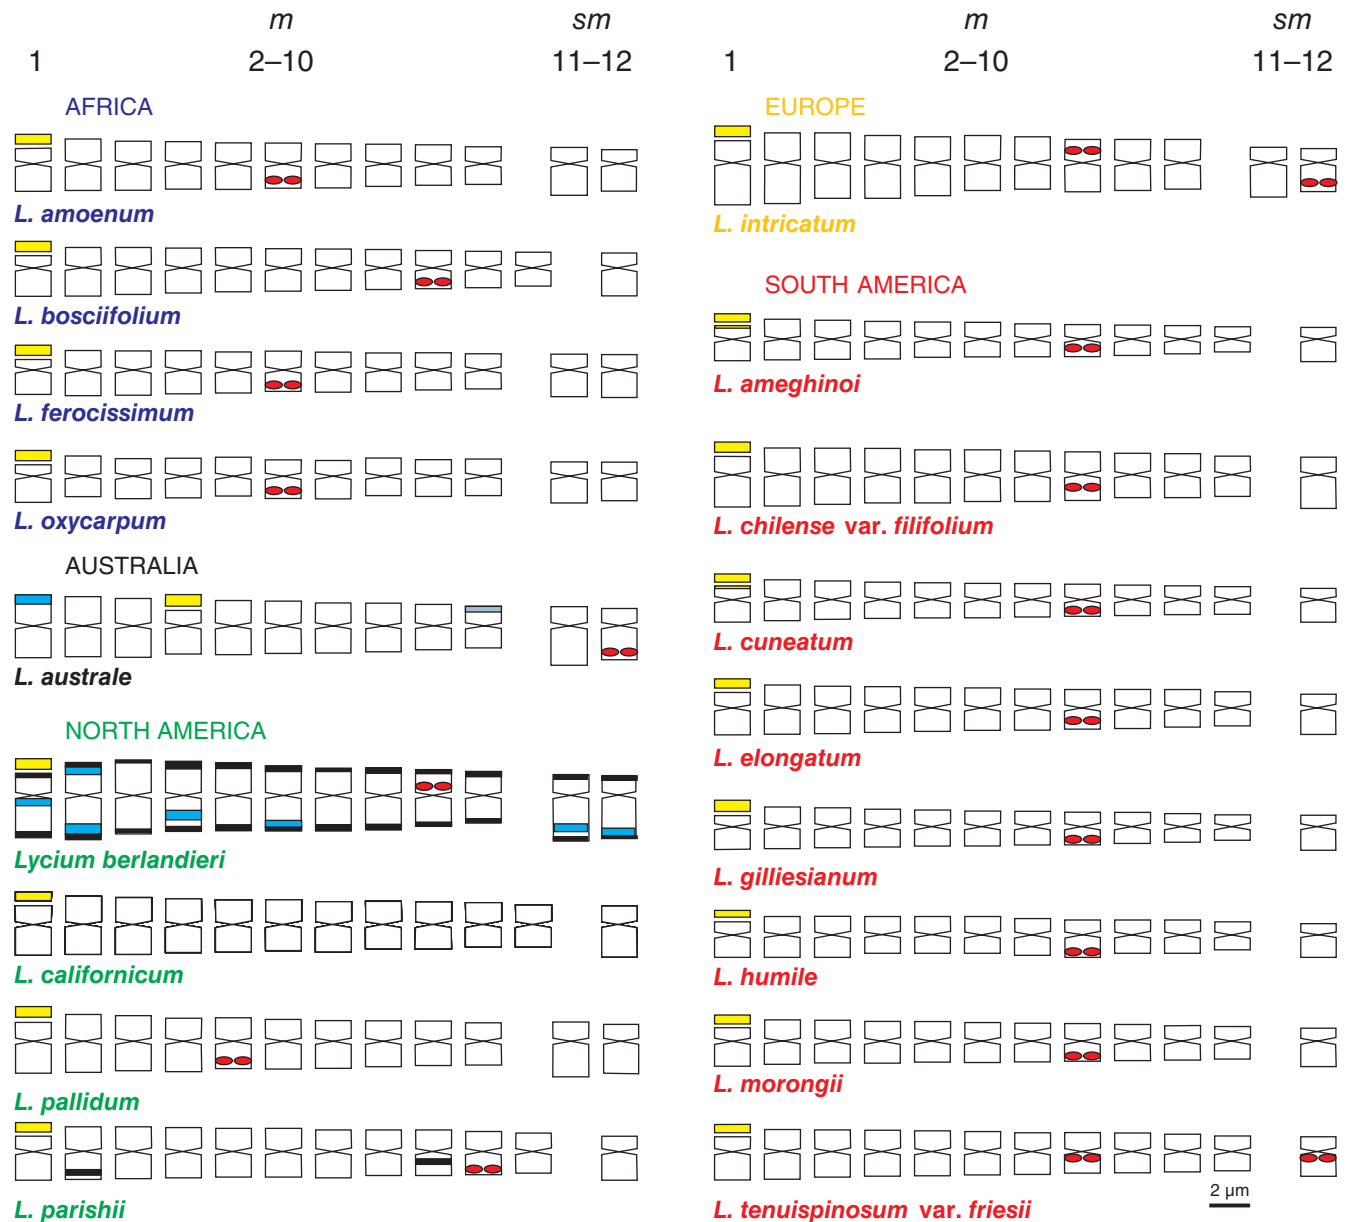 m sm
1 2–10 11–12
AFRICA
L. amoenum
L. bosciifolium
L. ferocissimum
L. oxycarpum
AUSTRALIA
L. australe
NORTH AMERICA
Lycium berlandieri
L. californicum
L. pallidum
L. parishii
m sm
1 2–10 11–12
EUROPE
L. intricatum
SOUTH AMERICA
L. ameghinoi
L. chilense var. filifolium
L. cuneatum
L. elongatum
L. gilliesianum
L. humile
L. morongii
L. tenuispinosum var. friesii
2 µm